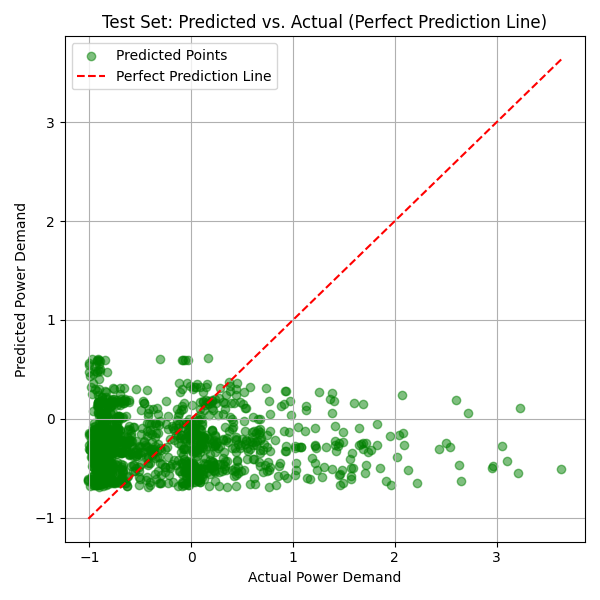 Test Set: Predicted vs. Actual (Perfect Prediction Line)
Predicted Points
Perfect Prediction Line
Predicted Power Demand
3
2
1
0
−1
−1 0 1 2 3
Actual Power Demand